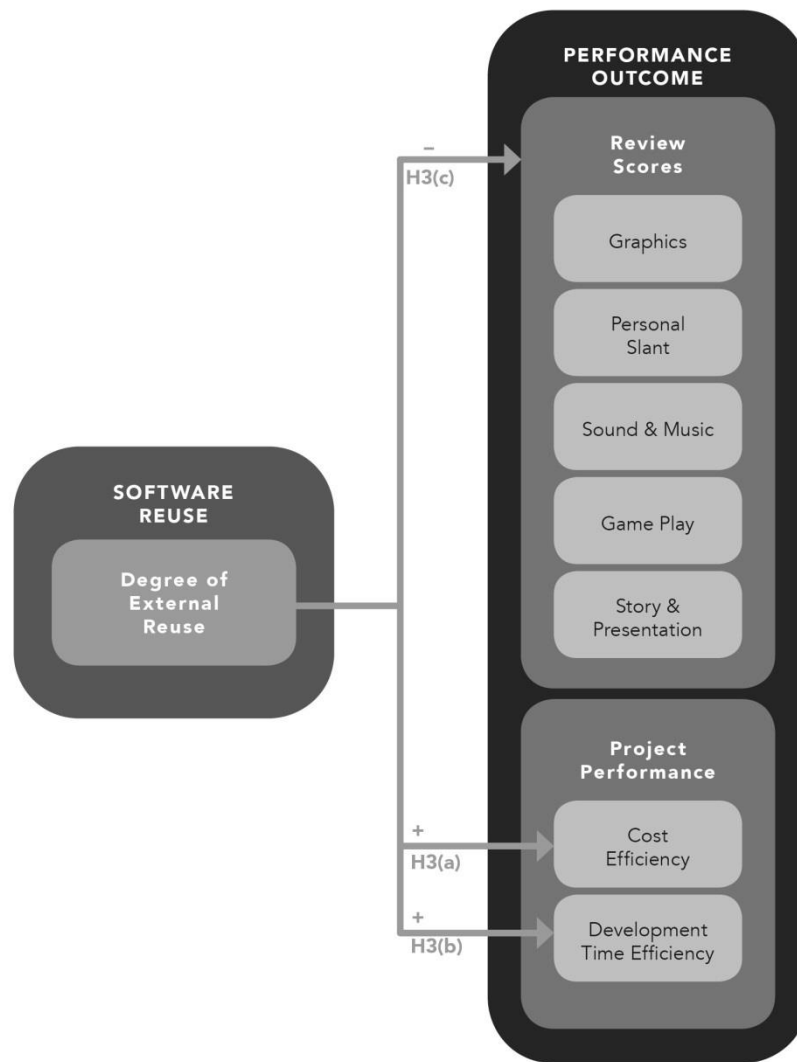 PERFORMANCE
OUTCOME
Review
Scores
–
H3(c)
Graphics
Personal
Slant
Sound & Music
Game Play
Story &
Presentation
SOFTWARE
REUSE
Degree of
External
Reuse
Project
Performance
+
H3(a)
Cost
Efficiency
+
H3(b)
Development
Time Efficiency